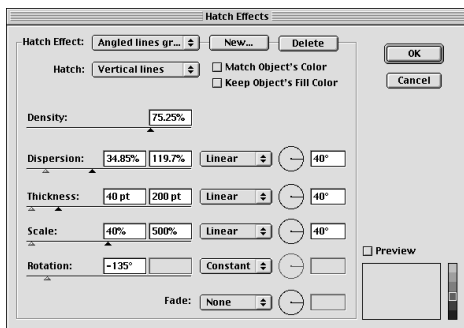 Hatch Effects
Hatch Effect: Angled lines gr... New... Delete
OK
Hatch: Vertical lines Match Object's Color
Keep Object's Fill Color
Cancel
Density: 75.25%
Dispersion: 34.85% 119.7% Linear 40°
Thickness: 40 pt 200 pt Linear 40°
Scale: 40% 500% Linear 40°
Preview
Rotation: -135° Constant
Fade: None